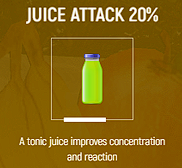 JUICE ATTACK 20%
A tonic juice improves concentration
and reaction